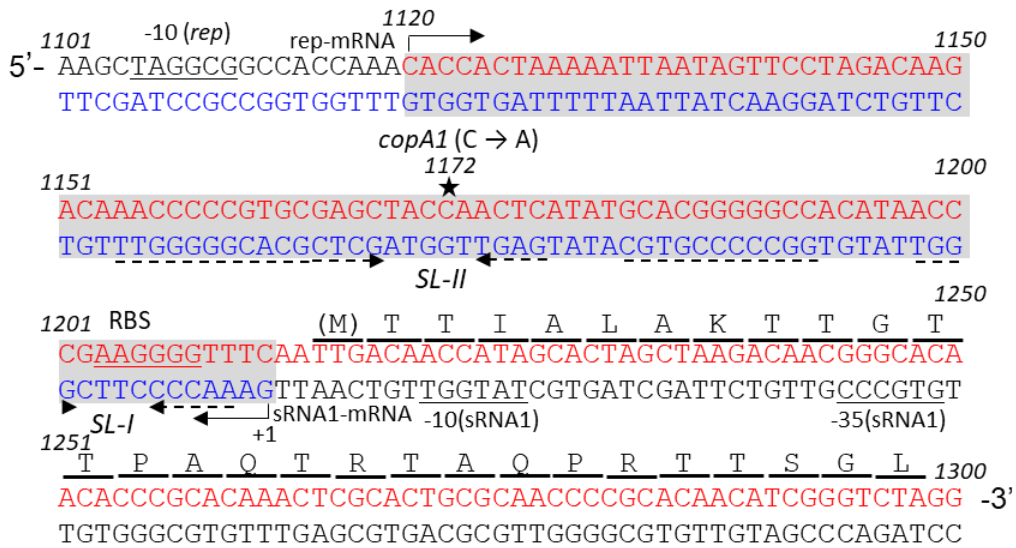 1101 -10 (rep) rep-mRNA 1120 1150
5’- AAGCTAGGCGGCCACCAAACACCACTAAAAATTAATAGTTCCTAGACAAG
TTCGATCCGCCGGTGGTTTGTGGTGATTTTTAATTATCAAGGATCTGTTC
copA1 (C → A)
1151 1172 1200
★
ACAAACCCCCGTGCGAGCTACCAACTCATATGCACGGGGGCCACATAACC
TGTTTGGGGGCACGCTCGATGGTTGAGTATACGTGCCCCCGGTGTATTGG
SL-II
1201 RBS (M) T T I A L A K T T G T 1250
CGAAGGGGTTTCAATTGACAACCATAGCACTAGCTAAGACAACGGGCACA
GCTTCCCCAAAGTTAACTGTTGGTATCGTGATCGATTCTGTTGCCCGTGT
SL-I +1 sRNA1-mRNA -10(sRNA1) -35(sRNA1)
1251 T P A Q T R T A Q P R T T S G L 1300
ACACCCGCACAAACTCGCACTGCGCAACCCCGCACAACATCGGGTCTAGG -3’
TGTGGGCGTGTTTGAGCGTGACGCGTTGGGGCGTGTTGTAGCCCAGATCC